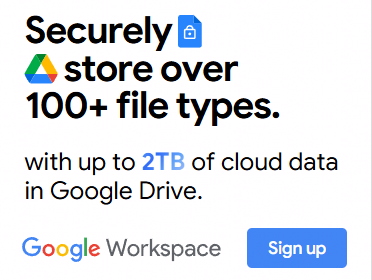 Securely
store over
100+ file types.
with up to 2TB of cloud data
in Google Drive.
Google Workspace
Sign up